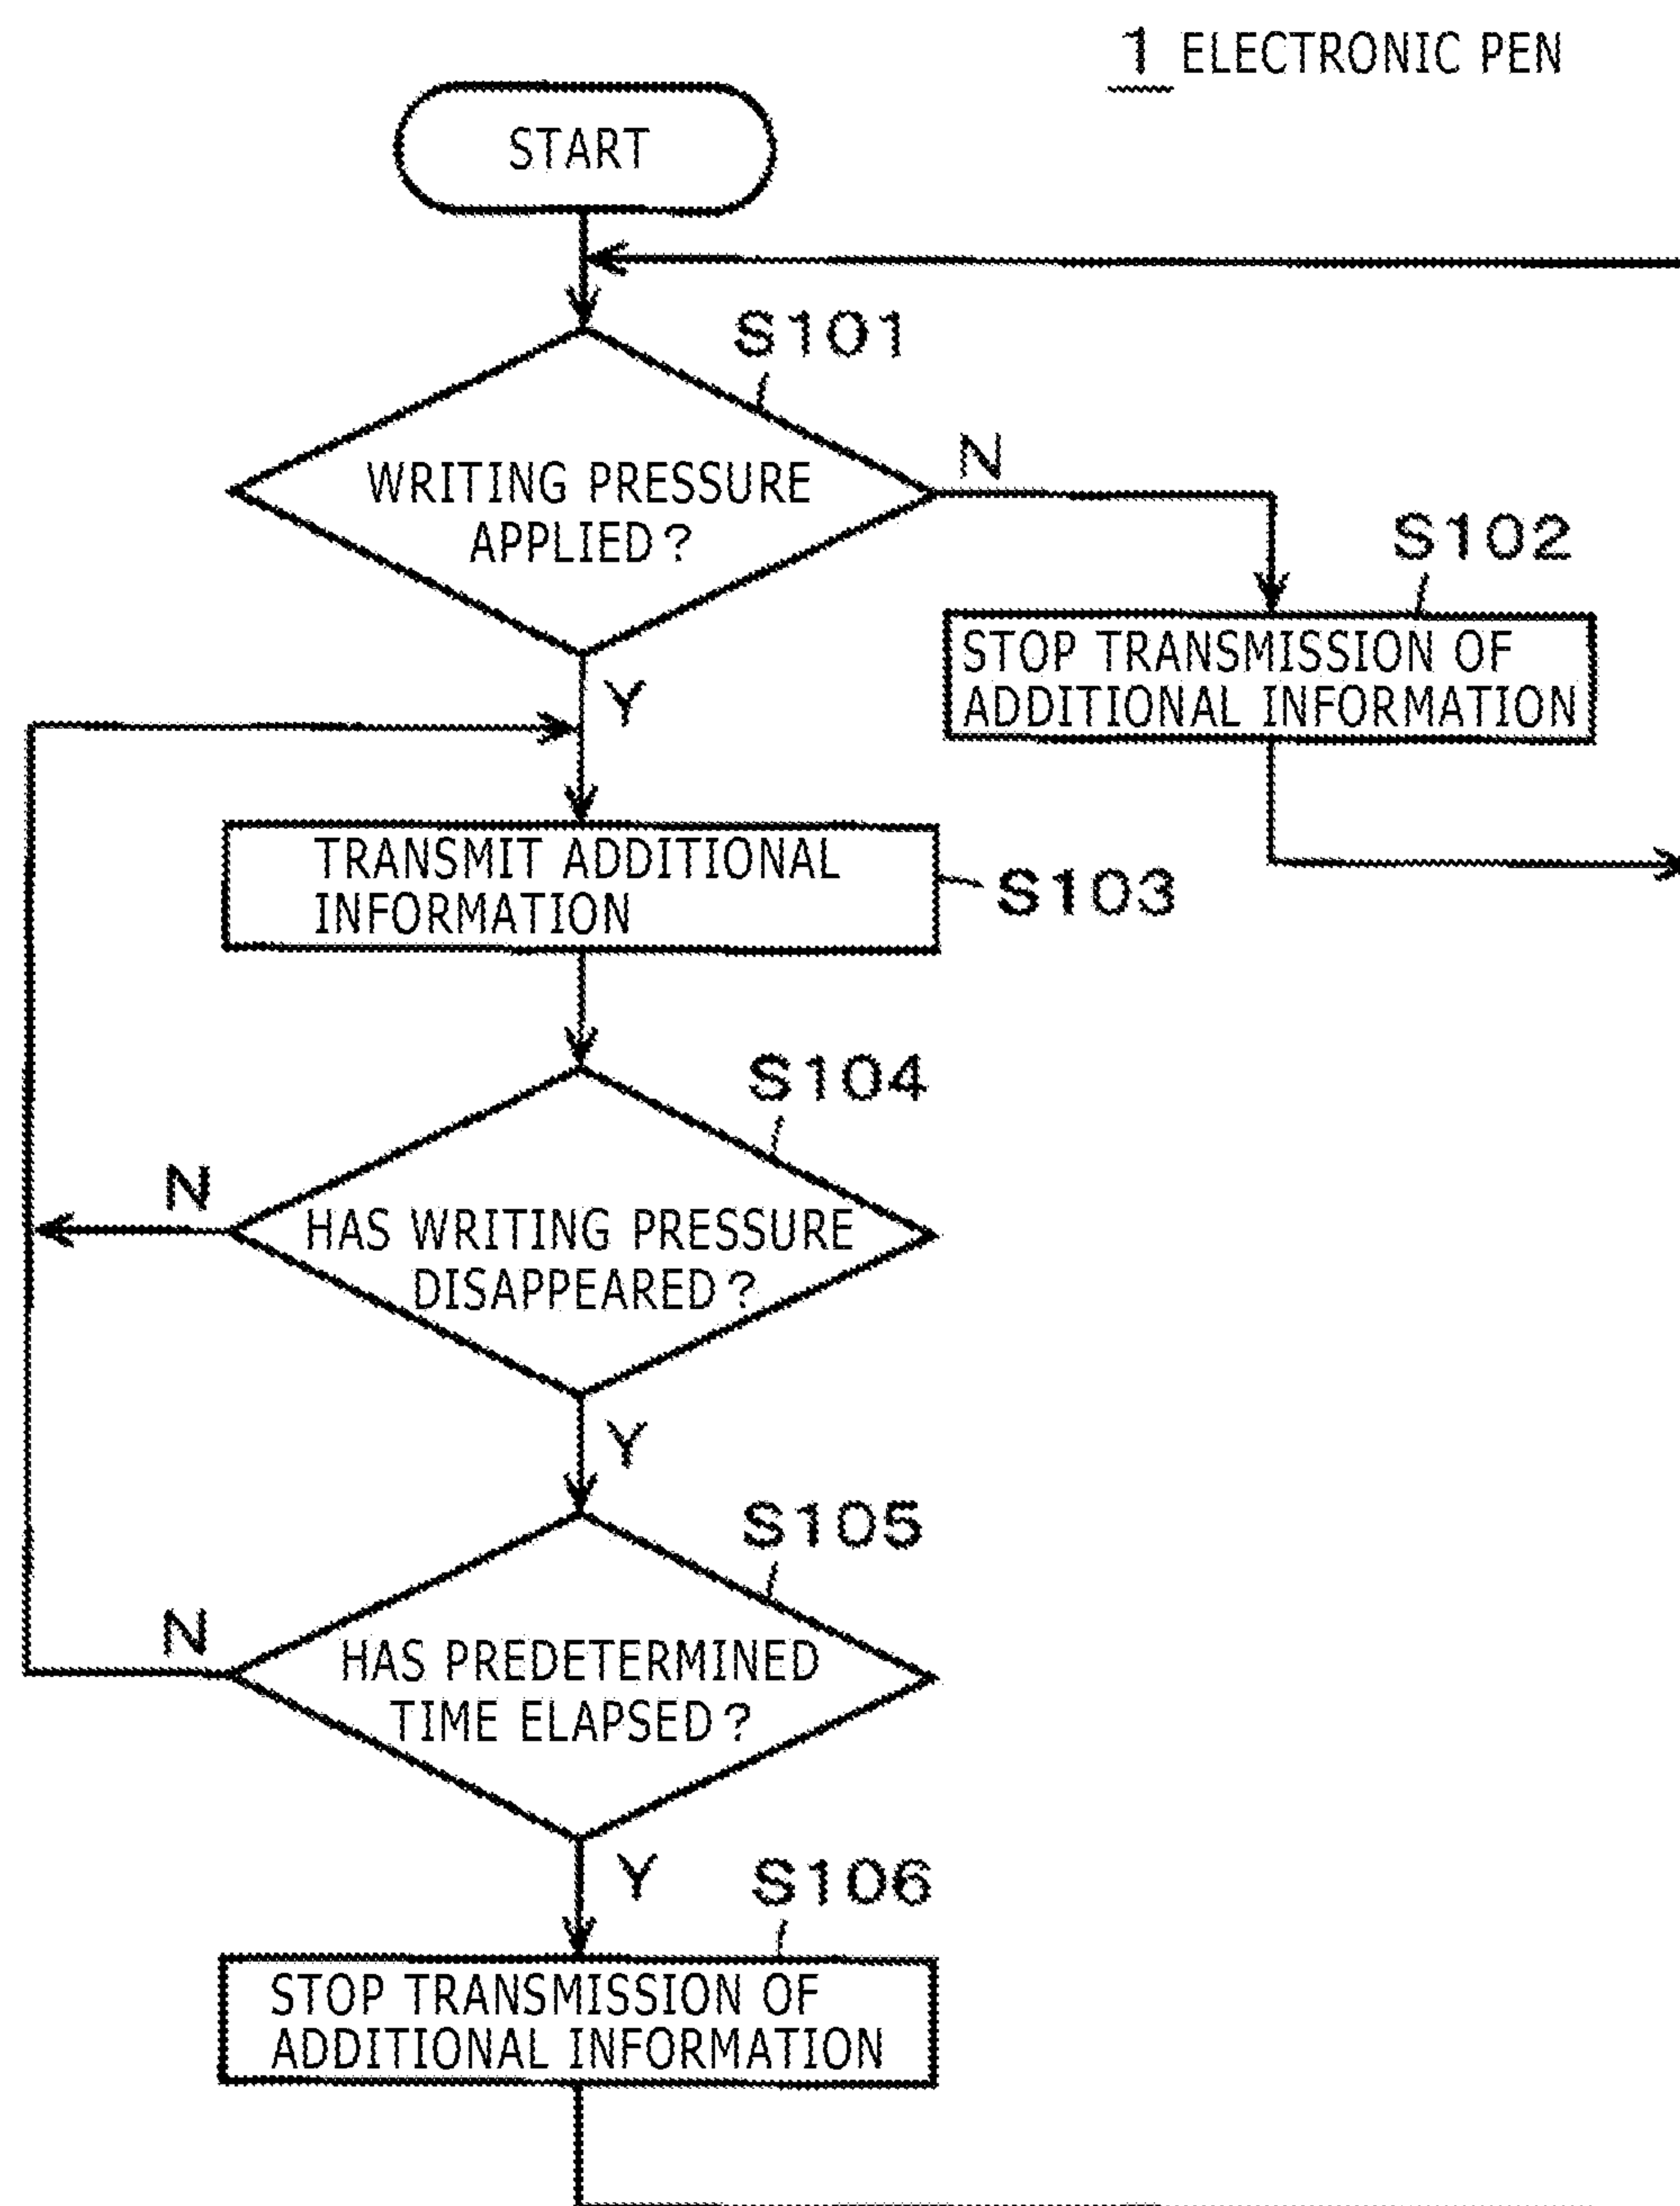 1 ELECTRONIC PEN
START
S101
WRITING PRESSURE
APPLIED?
N
S102
STOP TRANSMISSION OF
ADDITIONAL INFORMATION
Y
TRANSMIT ADDITIONAL
INFORMATION
S103
S104
N
HAS WRITING PRESSURE
DISAPPEARED?
Y
S105
N
HAS PREDETERMINED
TIME ELAPSED?
Y
S106
STOP TRANSMISSION OF
ADDITIONAL INFORMATION